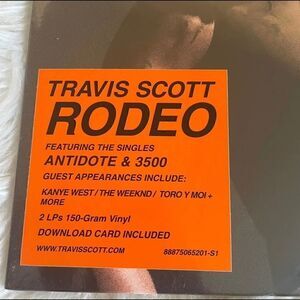 TRAVIS SCOTT
RODEO
FEATURING THE SINGLES
ANTIDOTE & 3500
GUEST APPEARANCES INCLUDE:
KANYE WEST / THE WEEKND / TORO Y MOI +
MORE
2 LPs 150-Gram Vinyl
DOWNLOAD CARD INCLUDED
WWW.TRAVISSCOTT.COM 88875065201-S1